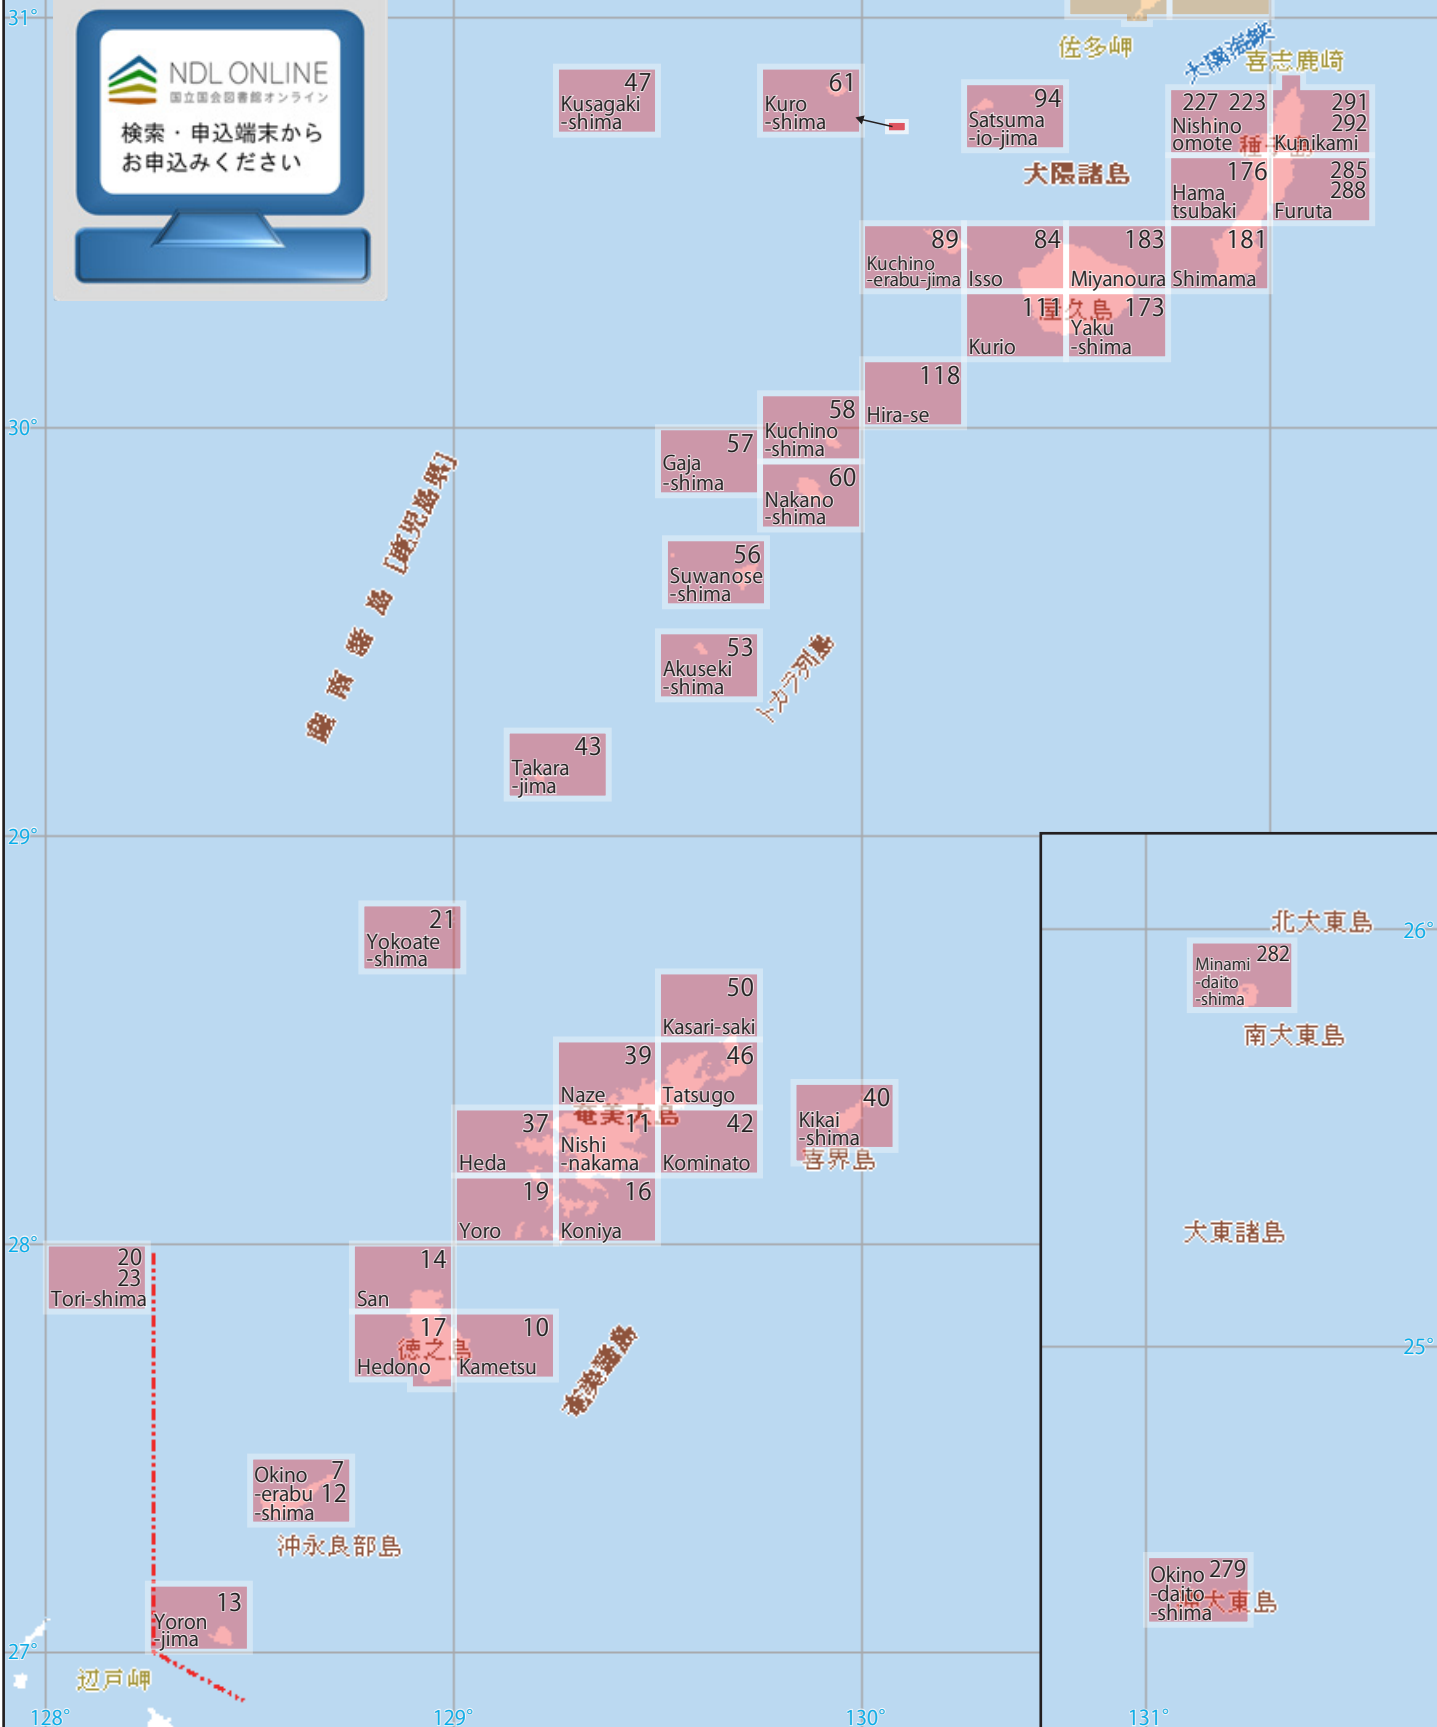 31°
NDL ONLINE
国立国会図書館オンライン
検索・申込端末から
お申込みください
佐多岬
大隅海峡
喜志鹿崎
47
Kusagaki
-shima
61
Kuro
-shima
94
Satsuma
-io-jima
大隈諸島
227 223
Nishino
omote
種子島
291
292
Kunikami
176
Hama
tsubaki
285
288
Furuta
89
Kuchino
-erabu-jima
84
Isso
183
Miyanoura
181
Shimama
111
Kurio
屋久島
173
Yaku
-shima
118
Hira-se
30°
58
Kuchino
-shima
57
Gaja
-shima
60
Nakano
-shima
薩南諸島[鹿児島県]
56
Suwanose
-shima
53
Akuseki
-shima
トカラ列島
43
Takara
-jima
29°
21
Yokoate
-shima
50
Kasari-saki
39
Naze
46
Tatsugo
奄美大島
40
Kikai
-shima
喜界島
37
Heda
11
Nishi
-nakama
42
Kominato
19
Yoro
16
Koniya
28°
20
23
Tori-shima
14
San
17
Hedono
徳之島
10
Kametsu
奄美諸島
7
12
Okino
-erabu
-shima
沖永良部島
13
Yoron
-jima
27°
辺戸岬
128°
129°
130°
北大東島
26°
282
Minami
-daito
-shima
南大東島
大東諸島
25°
279
Okino
-daito
-shima
沖大東島
131°